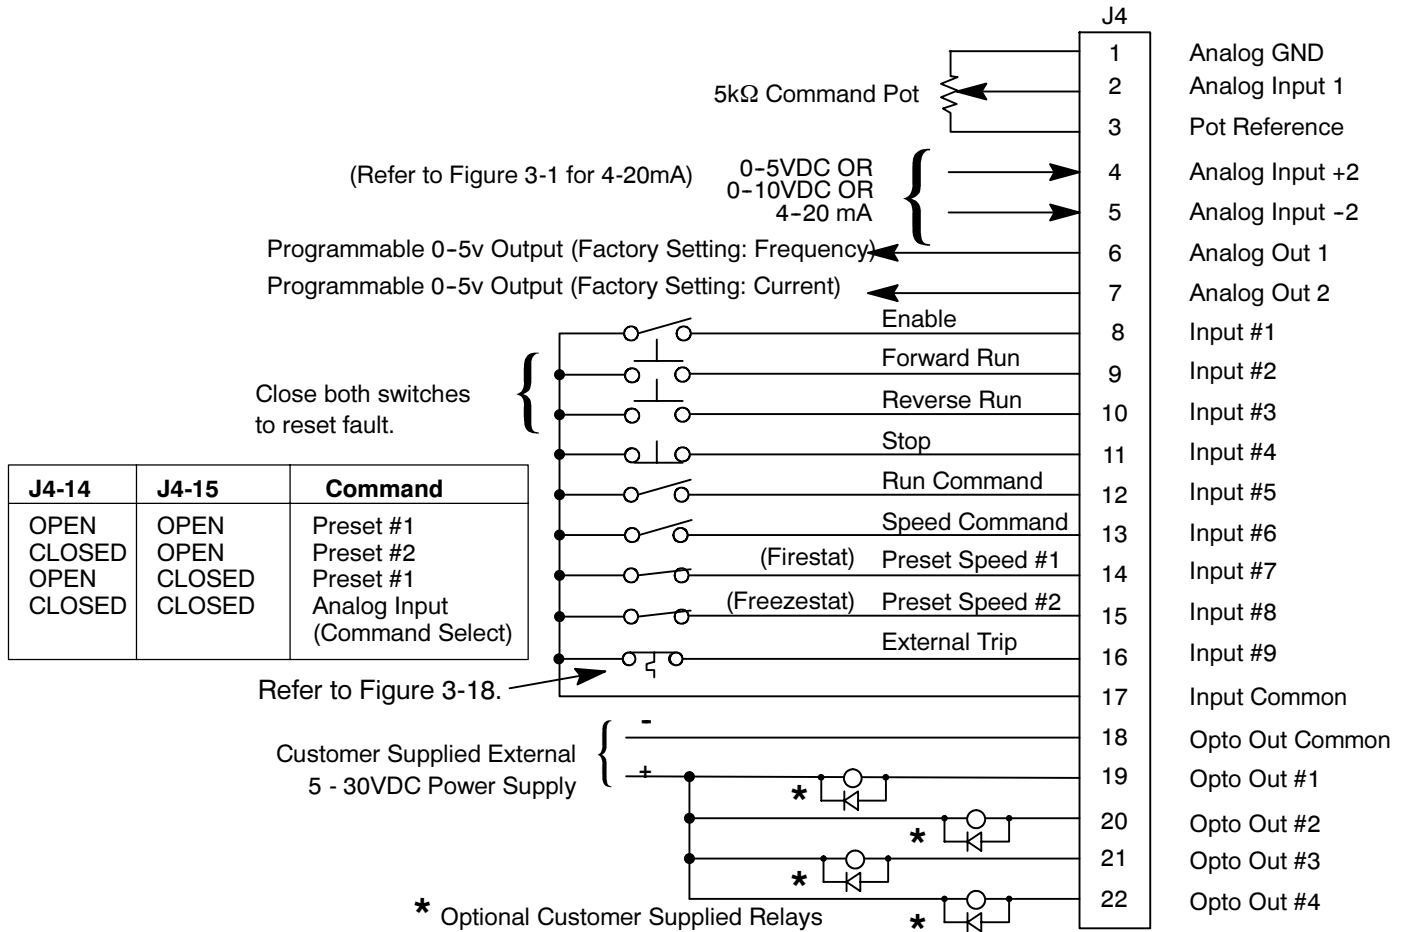 J4
1 Analog GND
5kΩ Command Pot 2 Analog Input 1
3 Pot Reference
(Refer to Figure 3-1 for 4-20mA) 0-5VDC OR
0-10VDC OR
4-20 mA
4 Analog Input +2
5 Analog Input -2
Programmable 0-5v Output (Factory Setting: Frequency) 6 Analog Out 1
Programmable 0-5v Output (Factory Setting: Current) 7 Analog Out 2
Enable 8 Input #1
Forward Run 9 Input #2
Close both switches
to reset fault.
Reverse Run 10 Input #3
Stop 11 Input #4
Run Command 12 Input #5
Speed Command 13 Input #6
(Firestat) Preset Speed #1 14 Input #7
(Freezestat) Preset Speed #2 15 Input #8
External Trip 16 Input #9
J4-14 J4-15 Command
OPEN OPEN Preset #1
CLOSED OPEN Preset #2
OPEN CLOSED Preset #1
CLOSED CLOSED Analog Input
(Command Select)
Refer to Figure 3-18.
17 Input Common
-
18 Opto Out Common
Customer Supplied External
5 - 30VDC Power Supply
+
* 19 Opto Out #1
* 20 Opto Out #2
* 21 Opto Out #3
* 22 Opto Out #4
* Optional Customer Supplied Relays